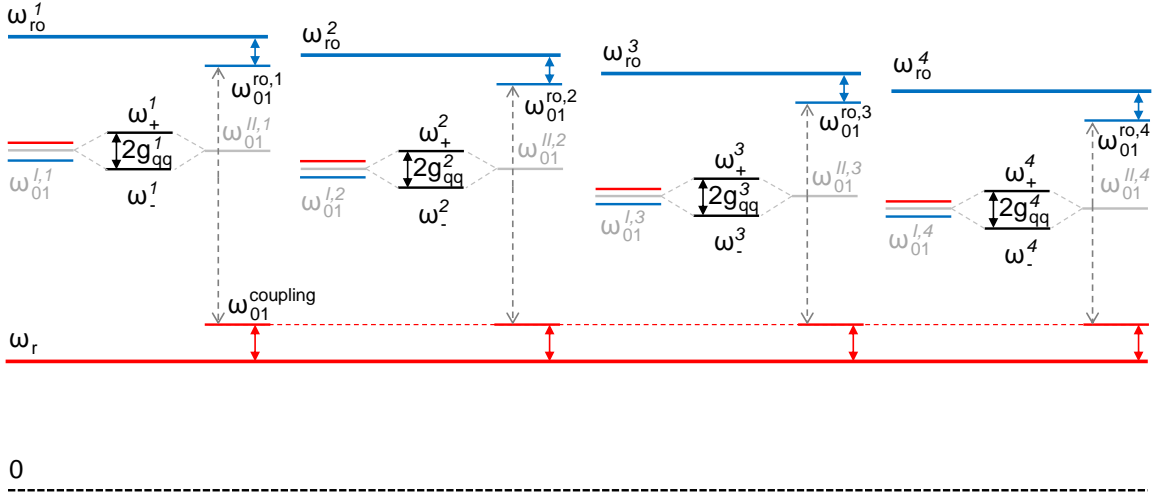 ω_ro^1
ω_01^ro,1
ω_+^1
2g_qq^1
ω_-^1
ω_01^I,1
ω_01^II,1
ω_ro^2
ω_01^ro,2
ω_+^2
2g_qq^2
ω_-^2
ω_01^I,2
ω_01^II,2
ω_ro^3
ω_01^ro,3
ω_+^3
2g_qq^3
ω_-^3
ω_01^I,3
ω_01^II,3
ω_ro^4
ω_01^ro,4
ω_+^4
2g_qq^4
ω_-^4
ω_01^I,4
ω_01^II,4
ω_01^coupling
ω_r
0